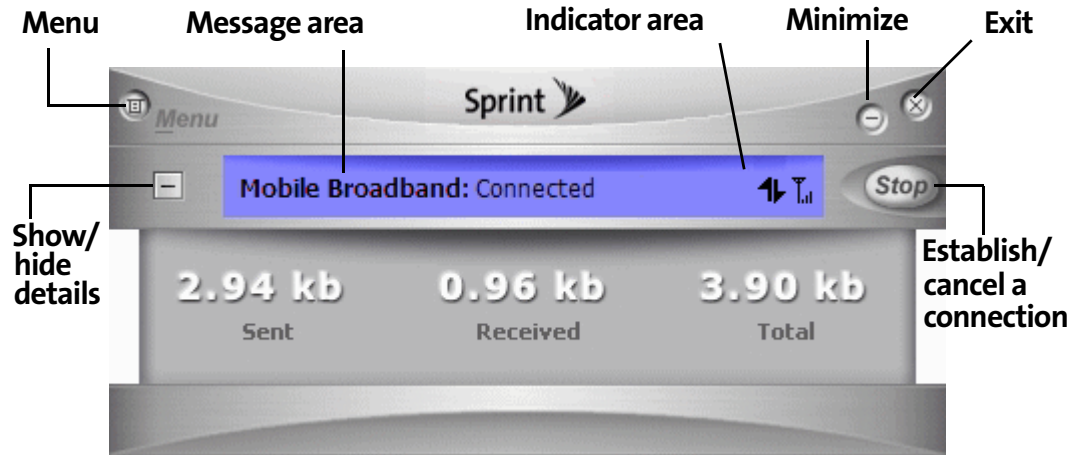 Menu
Message area
Indicator area
Minimize
Exit
Sprint
Menu
Mobile Broadband: Connected
Stop
Show/
hide
details
Establish/
cancel a
connection
2.94 kb
0.96 kb
3.90 kb
Sent
Received
Total